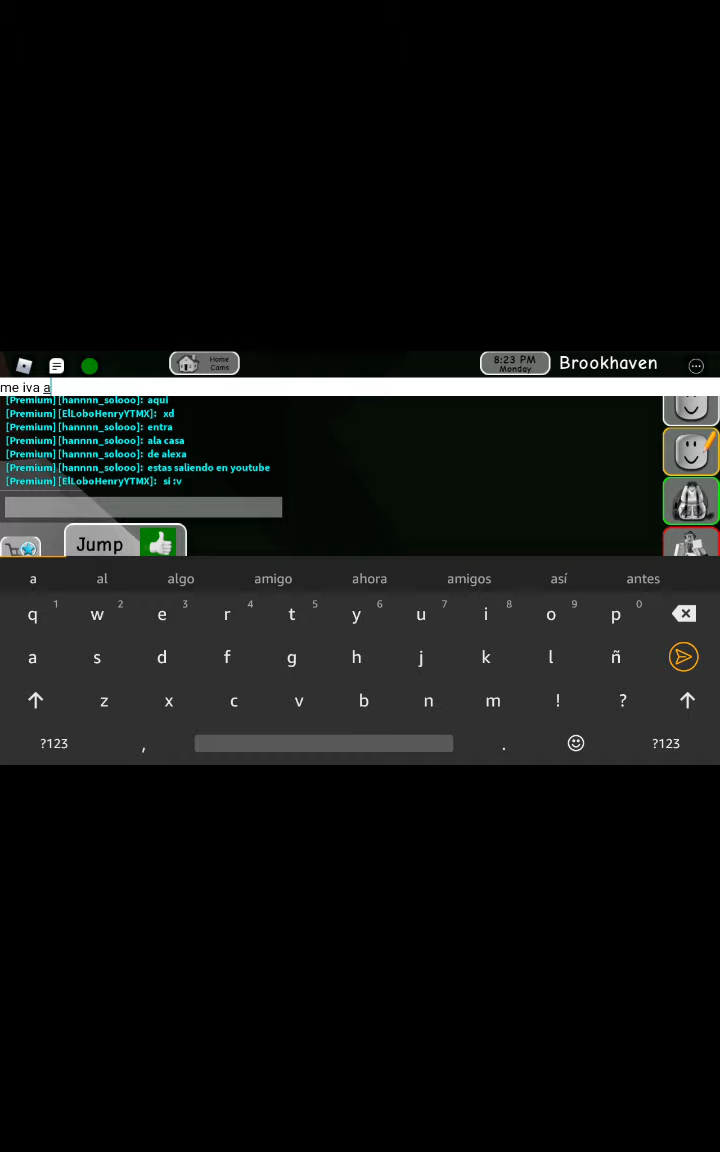 Home
Cams
8:23 PM
Monday
Brookhaven
me iva a
[Premium] [hannnn_solooo]: aqui
[Premium] [ElLoboHenryYTMX]: xd
[Premium] [hannnn_solooo]: entra
[Premium] [hannnn_solooo]: ala casa
[Premium] [hannnn_solooo]: de alexa
[Premium] [hannnn_solooo]: estas saliendo en youtube
[Premium] [ElLoboHenryYTMX]: si :v
Jump
a al algo amigo ahora amigos así antes
q 1 w 2 e 3 r 4 t 5 y 6 u 7 i 8 o 9 p 0
a s d f g h j k l ñ
z x c v b n m ! ?
?123 , . ?123